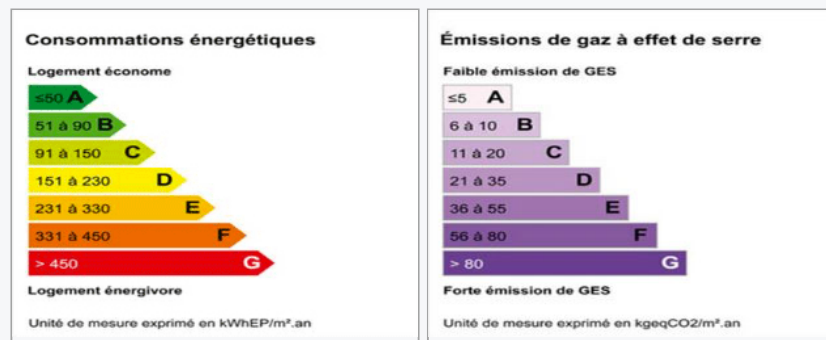 Consommations énergétiques
Logement économe
≤50 A
51 à 90 B
91 à 150 C
151 à 230 D
231 à 330 E
331 à 450 F
> 450 G
Logement énergivore
Unité de mesure exprimé en kWhEP/m².an
Émissions de gaz à effet de serre
Faible émission de GES
≤5 A
6 à 10 B
11 à 20 C
21 à 35 D
36 à 55 E
56 à 80 F
> 80 G
Forte émission de GES
Unité de mesure exprimé en kgeqCO2/m².an